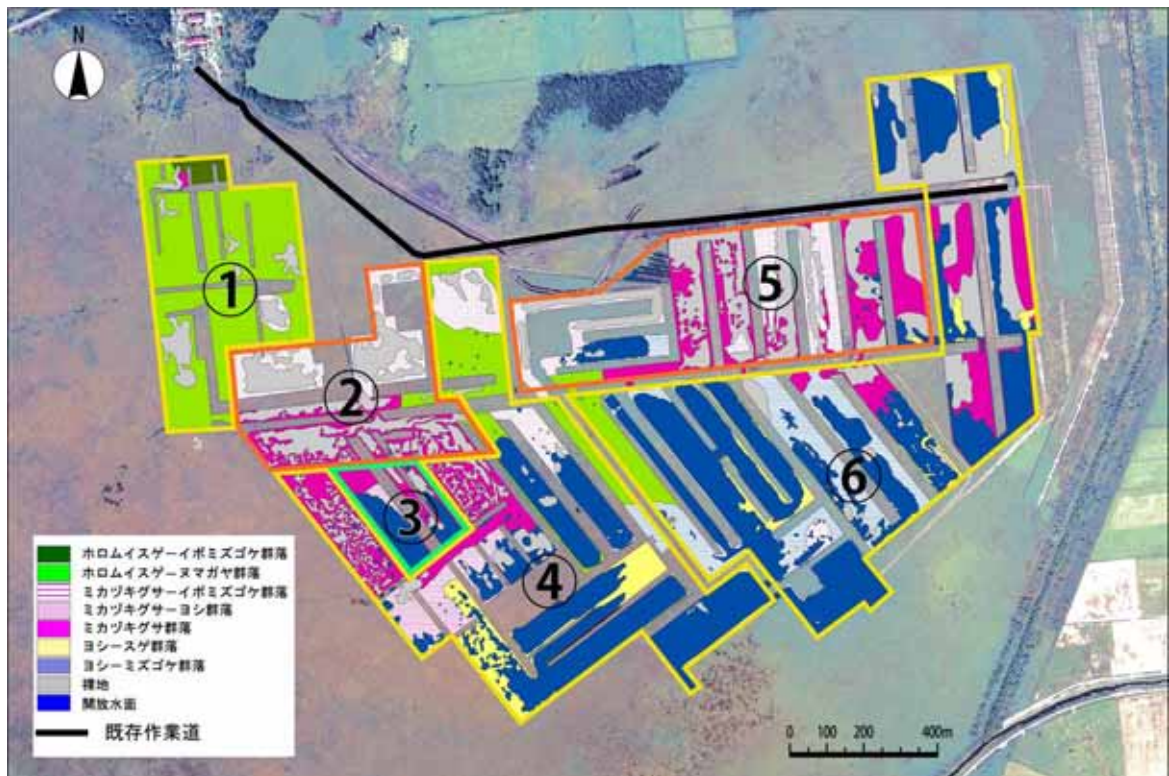 N
①
②
③
④
⑤
⑥
ホロムイスゲーイボミズゴケ群落
ホロムイスゲーヌマガヤ群落
ミカヅキグサーイボミズゴケ群落
ミカヅキグサーヨシ群落
ミカヅキグサ群落
ヨシースゲ群落
ヨシーミズゴケ群落
裸地
開放水面
既存作業道
0 100 200 400m